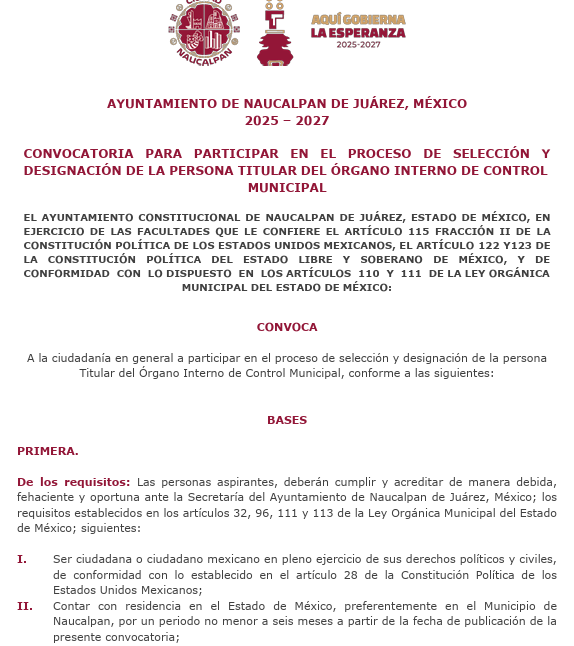 NAUCALPAN
AQUÍ GOBIERNA
LA ESPERANZA
2025-2027
AYUNTAMIENTO DE NAUCALPAN DE JUÁREZ, MÉXICO
2025 – 2027
CONVOCATORIA PARA PARTICIPAR EN EL PROCESO DE SELECCIÓN Y
DESIGNACIÓN DE LA PERSONA TITULAR DEL ÓRGANO INTERNO DE CONTROL
MUNICIPAL
EL AYUNTAMIENTO CONSTITUCIONAL DE NAUCALPAN DE JUÁREZ, ESTADO DE MÉXICO, EN
EJERCICIO DE LAS FACULTADES QUE LE CONFIERE EL ARTÍCULO 115 FRACCIÓN II DE LA
CONSTITUCIÓN POLÍTICA DE LOS ESTADOS UNIDOS MEXICANOS, EL ARTÍCULO 122 Y123 DE
LA CONSTITUCIÓN POLÍTICA DEL ESTADO LIBRE Y SOBERANO DE MÉXICO, Y DE
CONFORMIDAD CON LO DISPUESTO EN LOS ARTÍCULOS 110 Y 111 DE LA LEY ORGÁNICA
MUNICIPAL DEL ESTADO DE MÉXICO:
CONVOCA
A la ciudadanía en general a participar en el proceso de selección y designación de la persona
Titular del Órgano Interno de Control Municipal, conforme a las siguientes:
BASES
PRIMERA.
De los requisitos: Las personas aspirantes, deberán cumplir y acreditar de manera debida,
fehaciente y oportuna ante la Secretaría del Ayuntamiento de Naucalpan de Juárez, México; los
requisitos establecidos en los artículos 32, 96, 111 y 113 de la Ley Orgánica Municipal del Estado
de México; siguientes:
I. Ser ciudadana o ciudadano mexicano en pleno ejercicio de sus derechos políticos y civiles,
de conformidad con lo establecido en el artículo 28 de la Constitución Política de los
Estados Unidos Mexicanos;
II. Contar con residencia en el Estado de México, preferentemente en el Municipio de
Naucalpan, por un periodo no menor a seis meses a partir de la fecha de publicación de la
presente convocatoria;